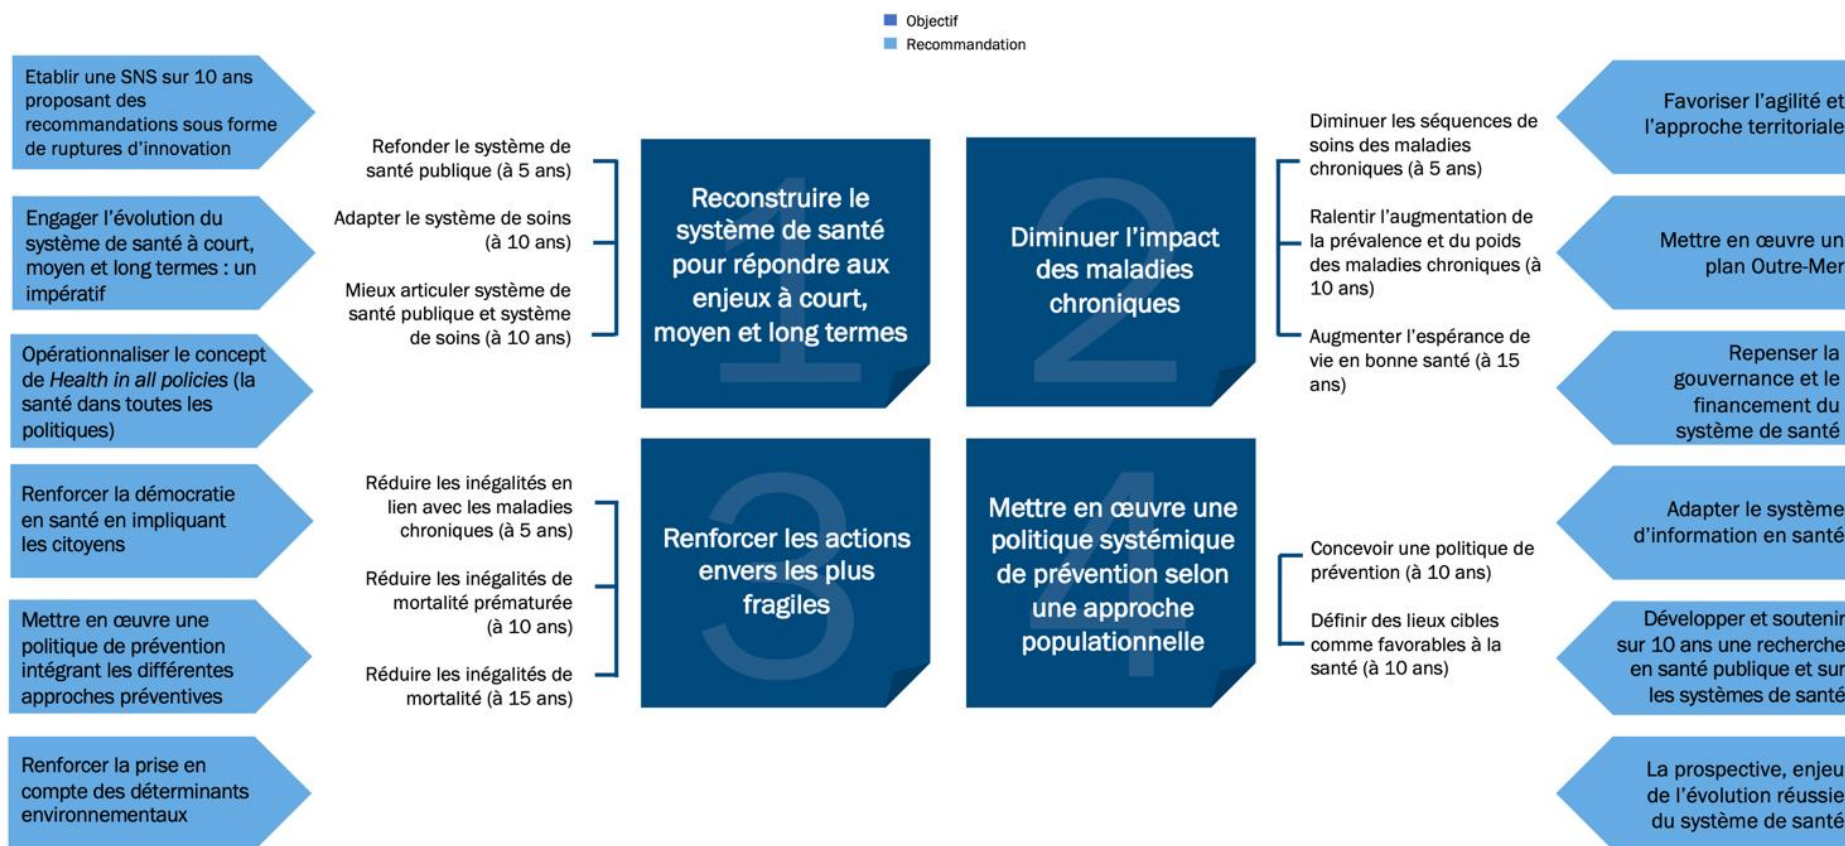 Objectif
Recommandation
Etablir une SNS sur 10 ans
proposant des
recommandations sous forme
de ruptures d'innovation
Engager l'évolution du
système de santé à court,
moyen et long termes : un
impératif
Opérationnaliser le concept
de Health in all policies (la
santé dans toutes les
politiques)
Renforcer la démocratie
en santé en impliquant
les citoyens
Mettre en œuvre une
politique de prévention
intégrant les différentes
approches préventives
Renforcer la prise en
compte des déterminants
environnementaux
Refonder le système de
santé publique (à 5 ans)
Adapter le système de soins
(à 10 ans)
Mieux articuler système de
santé publique et système
de soins (à 10 ans)
1
Reconstruire le
système de santé
pour répondre aux
enjeux à court,
moyen et long termes
2
Diminuer l'impact
des maladies
chroniques
Diminuer les séquences de
soins des maladies
chroniques (à 5 ans)
Ralentir l'augmentation de
la prévalence et du poids
des maladies chroniques (à
10 ans)
Augmenter l'espérance de
vie en bonne santé (à 15
ans)
Réduire les inégalités en
lien avec les maladies
chroniques (à 5 ans)
Réduire les inégalités de
mortalité prématurée
(à 10 ans)
Réduire les inégalités de
mortalité (à 15 ans)
3
Renforcer les actions
envers les plus
fragiles
4
Mettre en œuvre une
politique systémique
de prévention selon
une approche
populationnelle
Concevoir une politique de
prévention (à 10 ans)
Définir des lieux cibles
comme favorables à la
santé (à 10 ans)
Favoriser l'agilité et
l'approche territoriale
Mettre en œuvre un
plan Outre-Mer
Repenser la
gouvernance et le
financement du
système de santé
Adapter le système
d'information en santé
Développer et soutenir
sur 10 ans une recherche
en santé publique et sur
les systèmes de santé
La prospective, enjeu
de l'évolution réussie
du système de santé